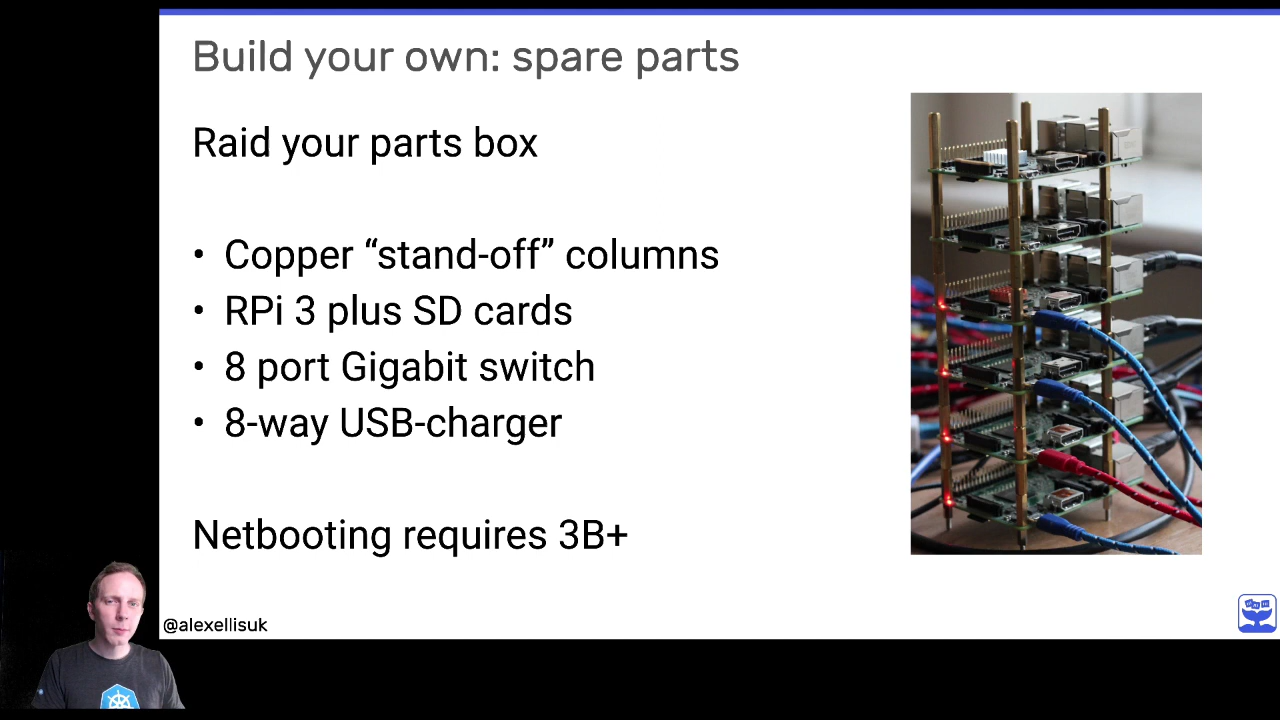 Build your own: spare parts
Raid your parts box
• Copper “stand-off” columns
• RPi 3 plus SD cards
• 8 port Gigabit switch
• 8-way USB-charger
Netbooting requires 3B+
@alexellisuk